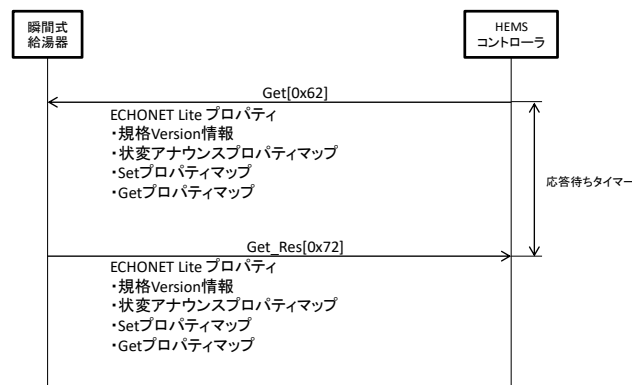 瞬間式
給湯器
HEMS
コントローラ
Get[0x62]
ECHONET Lite プロパティ
・規格Version情報
・状変アナウンスプロパティマップ
・Setプロパティマップ
・Getプロパティマップ
応答待ちタイマー
Get_Res[0x72]
ECHONET Lite プロパティ
・規格Version情報
・状変アナウンスプロパティマップ
・Setプロパティマップ
・Getプロパティマップ